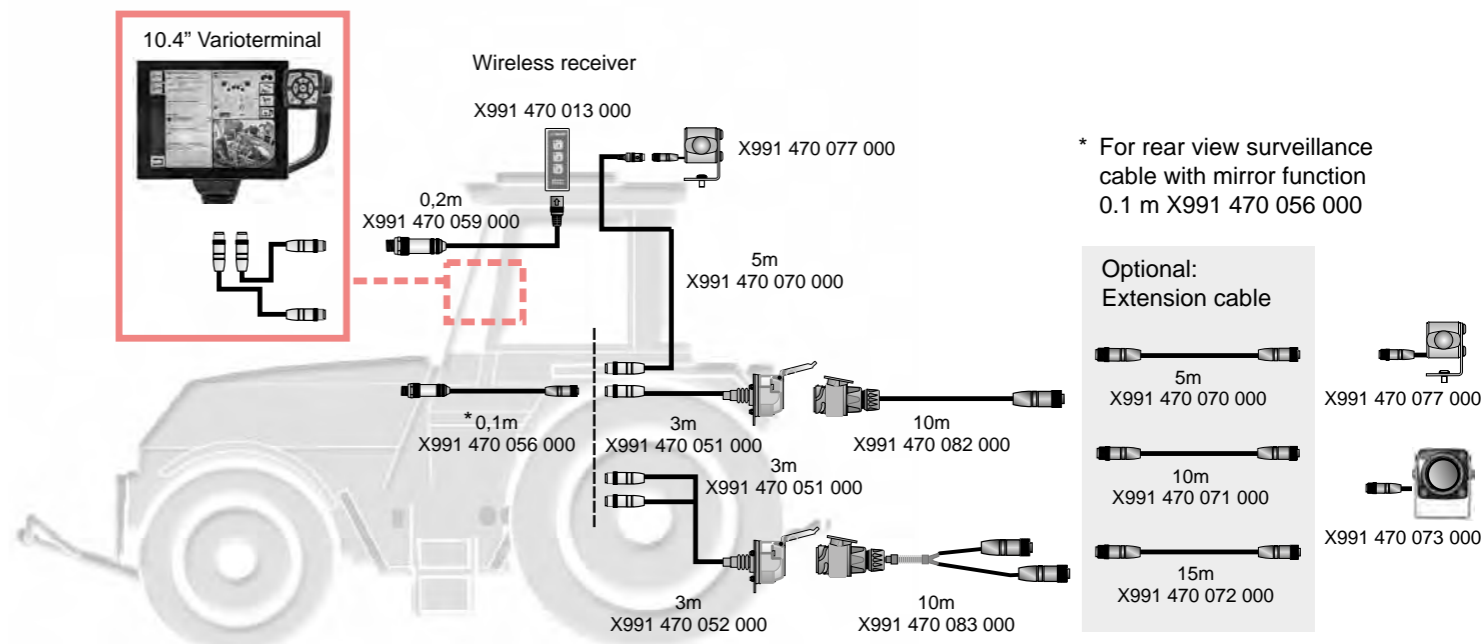 10.4” Varioterminal
Wireless receiver
X991 470 013 000
X991 470 077 000
* For rear view surveillance
cable with mirror function
0.1 m X991 470 056 000
0,2m
X991 470 059 000
5m
X991 470 070 000
Optional:
Extension cable
5m
X991 470 070 000
X991 470 077 000
*0,1m
X991 470 056 000
3m
X991 470 051 000
10m
X991 470 082 000
3m
X991 470 051 000
10m
X991 470 071 000
X991 470 073 000
15m
X991 470 072 000
3m
X991 470 052 000
10m
X991 470 083 000